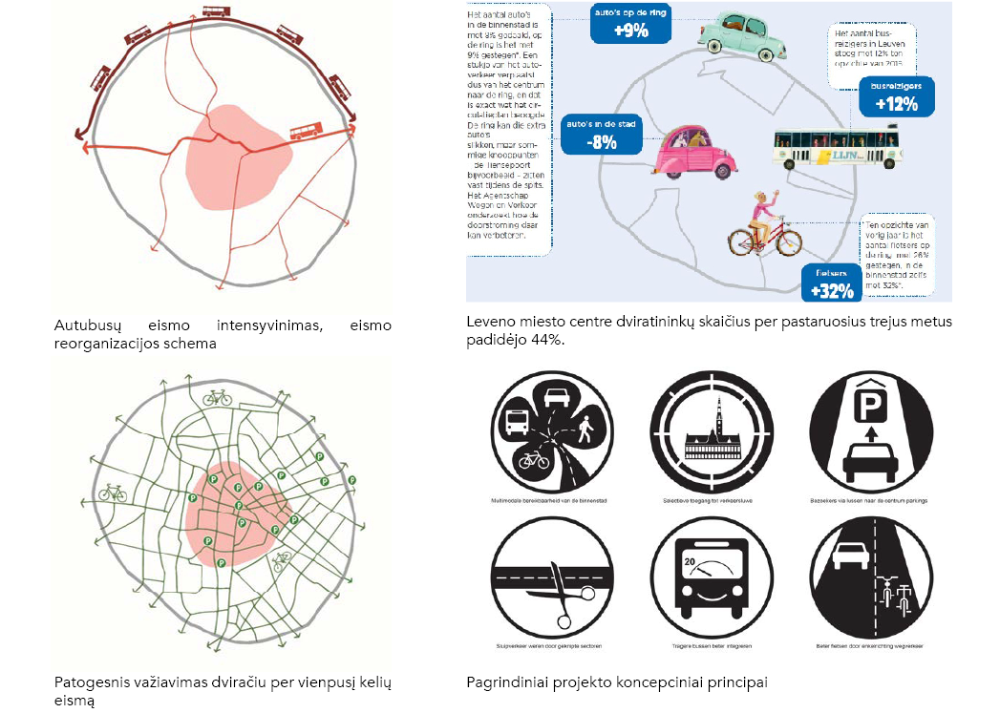 Het aantal auto's
in de binnenstad is
met 8% gedaald, op
de ring is het met
9% gestegen*. Een
stukje van het auto-
verkeer verplaatst
dus van het centrum
naar de ring, en dat
is exact wat het cir-
culatieplan beoogde.
De ring kan die extra
auto's
slikken, maar som-
mige knooppunten
- de Tiensepoort
bijvoorbeeld - zitten
vast tijdens de spits.
Het Agentschap
Wegen en Verkeer
onderzoekt hoe de
doorstroming daar
kan verbeteren.
auto's op de ring
+9%
Het aantal bus-
reizigers in Leuven
steeg met 12% ten
opzichte van 2015
busreizigers
+12%
auto's in de stad
-8%
LIJN
Ten opzichte van
vorig jaar is het
aantal fietsers op
de ring met 26%
gestegen, in de
binnenstad zelfs
met 32%*.
fietsers
+32%
Autubusų eismo intensyvinimas, eismo
reorganizacijos schema
Leveno miesto centre dviratininkų skaičius per pastaruosius trejus metus
padidėjo 44%.
P
P
P
P
P
P
P
P
P
P
P
P
P
P
Multimodale bereikbaarheid van de binnenstad
Selectieve toegang tot verkeersluwe
Bezoekers via lussen naar de centrum parkings
20
Sluipverkeer weren door geknipte sectoren
Tragere bussen beter integreren
Beter fietsen door enkelrichting wegverkeer
Patogesnis važiavimas dviračiu per vienpusį kelių
eismą
Pagrindiniai projekto koncepciniai principai